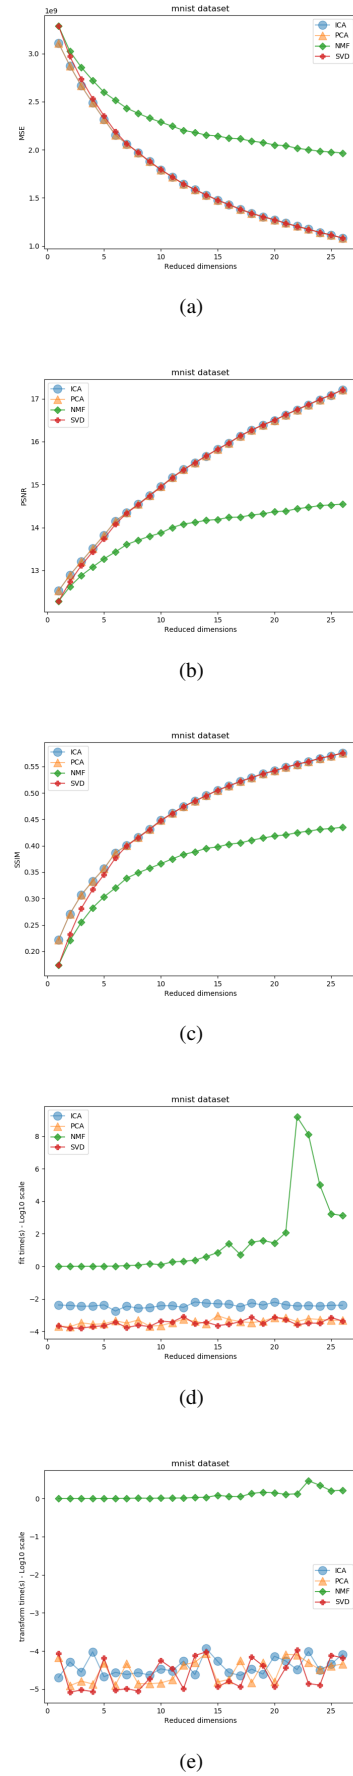 mnist dataset
1e9
ICA
PCA
NMF
SVD
3.0
2.5
2.0
1.5
1.0
MSE
0 5 10 15 20 25
Reduced dimensions
(a)
mnist dataset
ICA
PCA
NMF
SVD
17
16
15
14
13
PSNR
0 5 10 15 20 25
Reduced dimensions
(b)
mnist dataset
ICA
PCA
NMF
SVD
0.55
0.50
0.45
0.40
0.35
0.30
0.25
0.20
SSIM
0 5 10 15 20 25
Reduced dimensions
(c)
mnist dataset
ICA
PCA
NMF
SVD
8
6
4
2
0
−2
−4
fit time(s) - Log10 scale
0 5 10 15 20 25
Reduced dimensions
(d)
mnist dataset
0
−1
−2
−3
−4
−5
transform time(s) - Log10 scale
ICA
PCA
NMF
SVD
0 5 10 15 20 25
Reduced dimensions
(e)